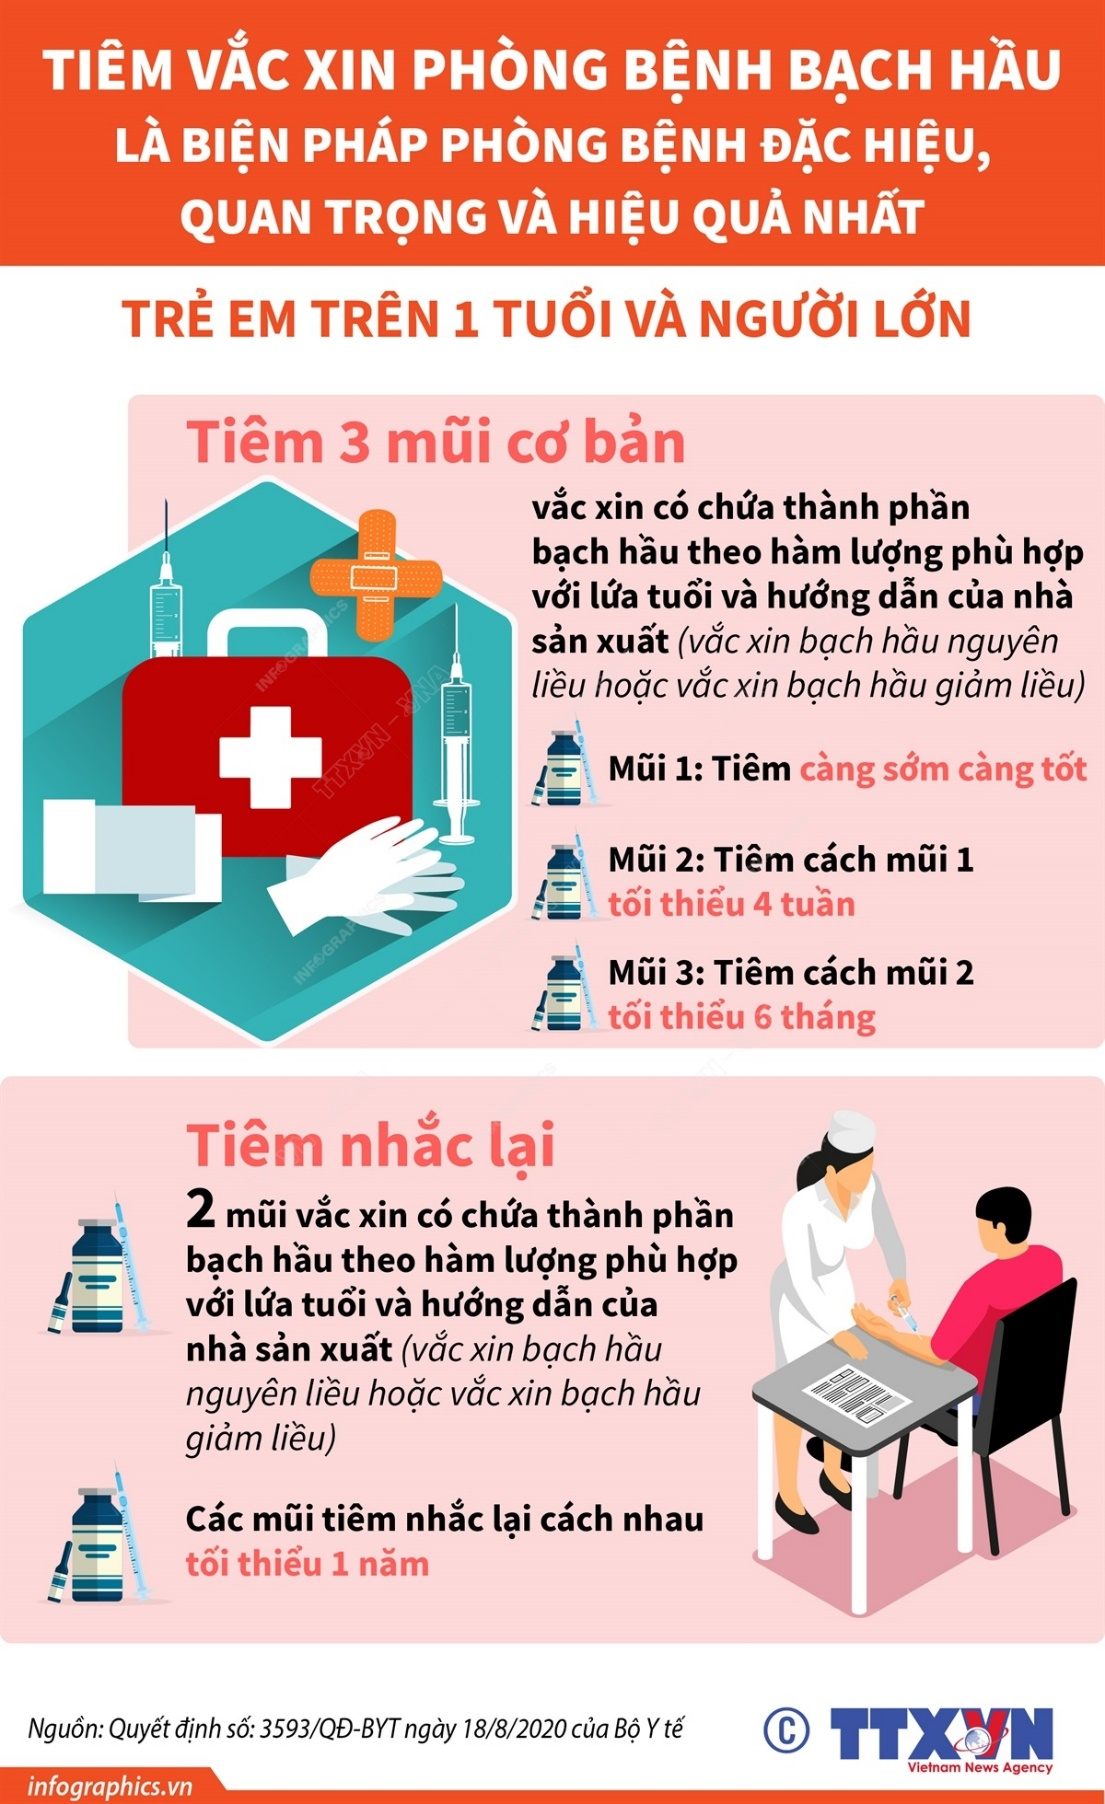 TIÊM VẮC XIN PHÒNG BỆNH BẠCH HẦU
LÀ BIỆN PHÁP PHÒNG BỆNH ĐẶC HIỆU,
QUAN TRỌNG VÀ HIỆU QUẢ NHẤT
TRẺ EM TRÊN 1 TUỔI VÀ NGƯỜI LỚN
Tiêm 3 mũi cơ bản
vắc xin có chứa thành phần
bạch hầu theo hàm lượng phù hợp
với lứa tuổi và hướng dẫn của nhà
sản xuất (vắc xin bạch hầu nguyên
liều hoặc vắc xin bạch hầu giảm liều)
Mũi 1: Tiêm càng sớm càng tốt
Mũi 2: Tiêm cách mũi 1
tối thiểu 4 tuần
Mũi 3: Tiêm cách mũi 2
tối thiểu 6 tháng
INFOGRAPHICS
TTXVN - VNA
INFOGRAPHICS
Tiêm nhắc lại
2 mũi vắc xin có chứa thành phần
bạch hầu theo hàm lượng phù hợp
với lứa tuổi và hướng dẫn của
nhà sản xuất (vắc xin bạch hầu
nguyên liều hoặc vắc xin bạch hầu
giảm liều)
Các mũi tiêm nhắc lại cách nhau
tối thiểu 1 năm
Nguồn: Quyết định số: 3593/QĐ-BYT ngày 18/8/2020 của Bộ Y tế
© TTXVN
Vietnam News Agency
infographics.vn